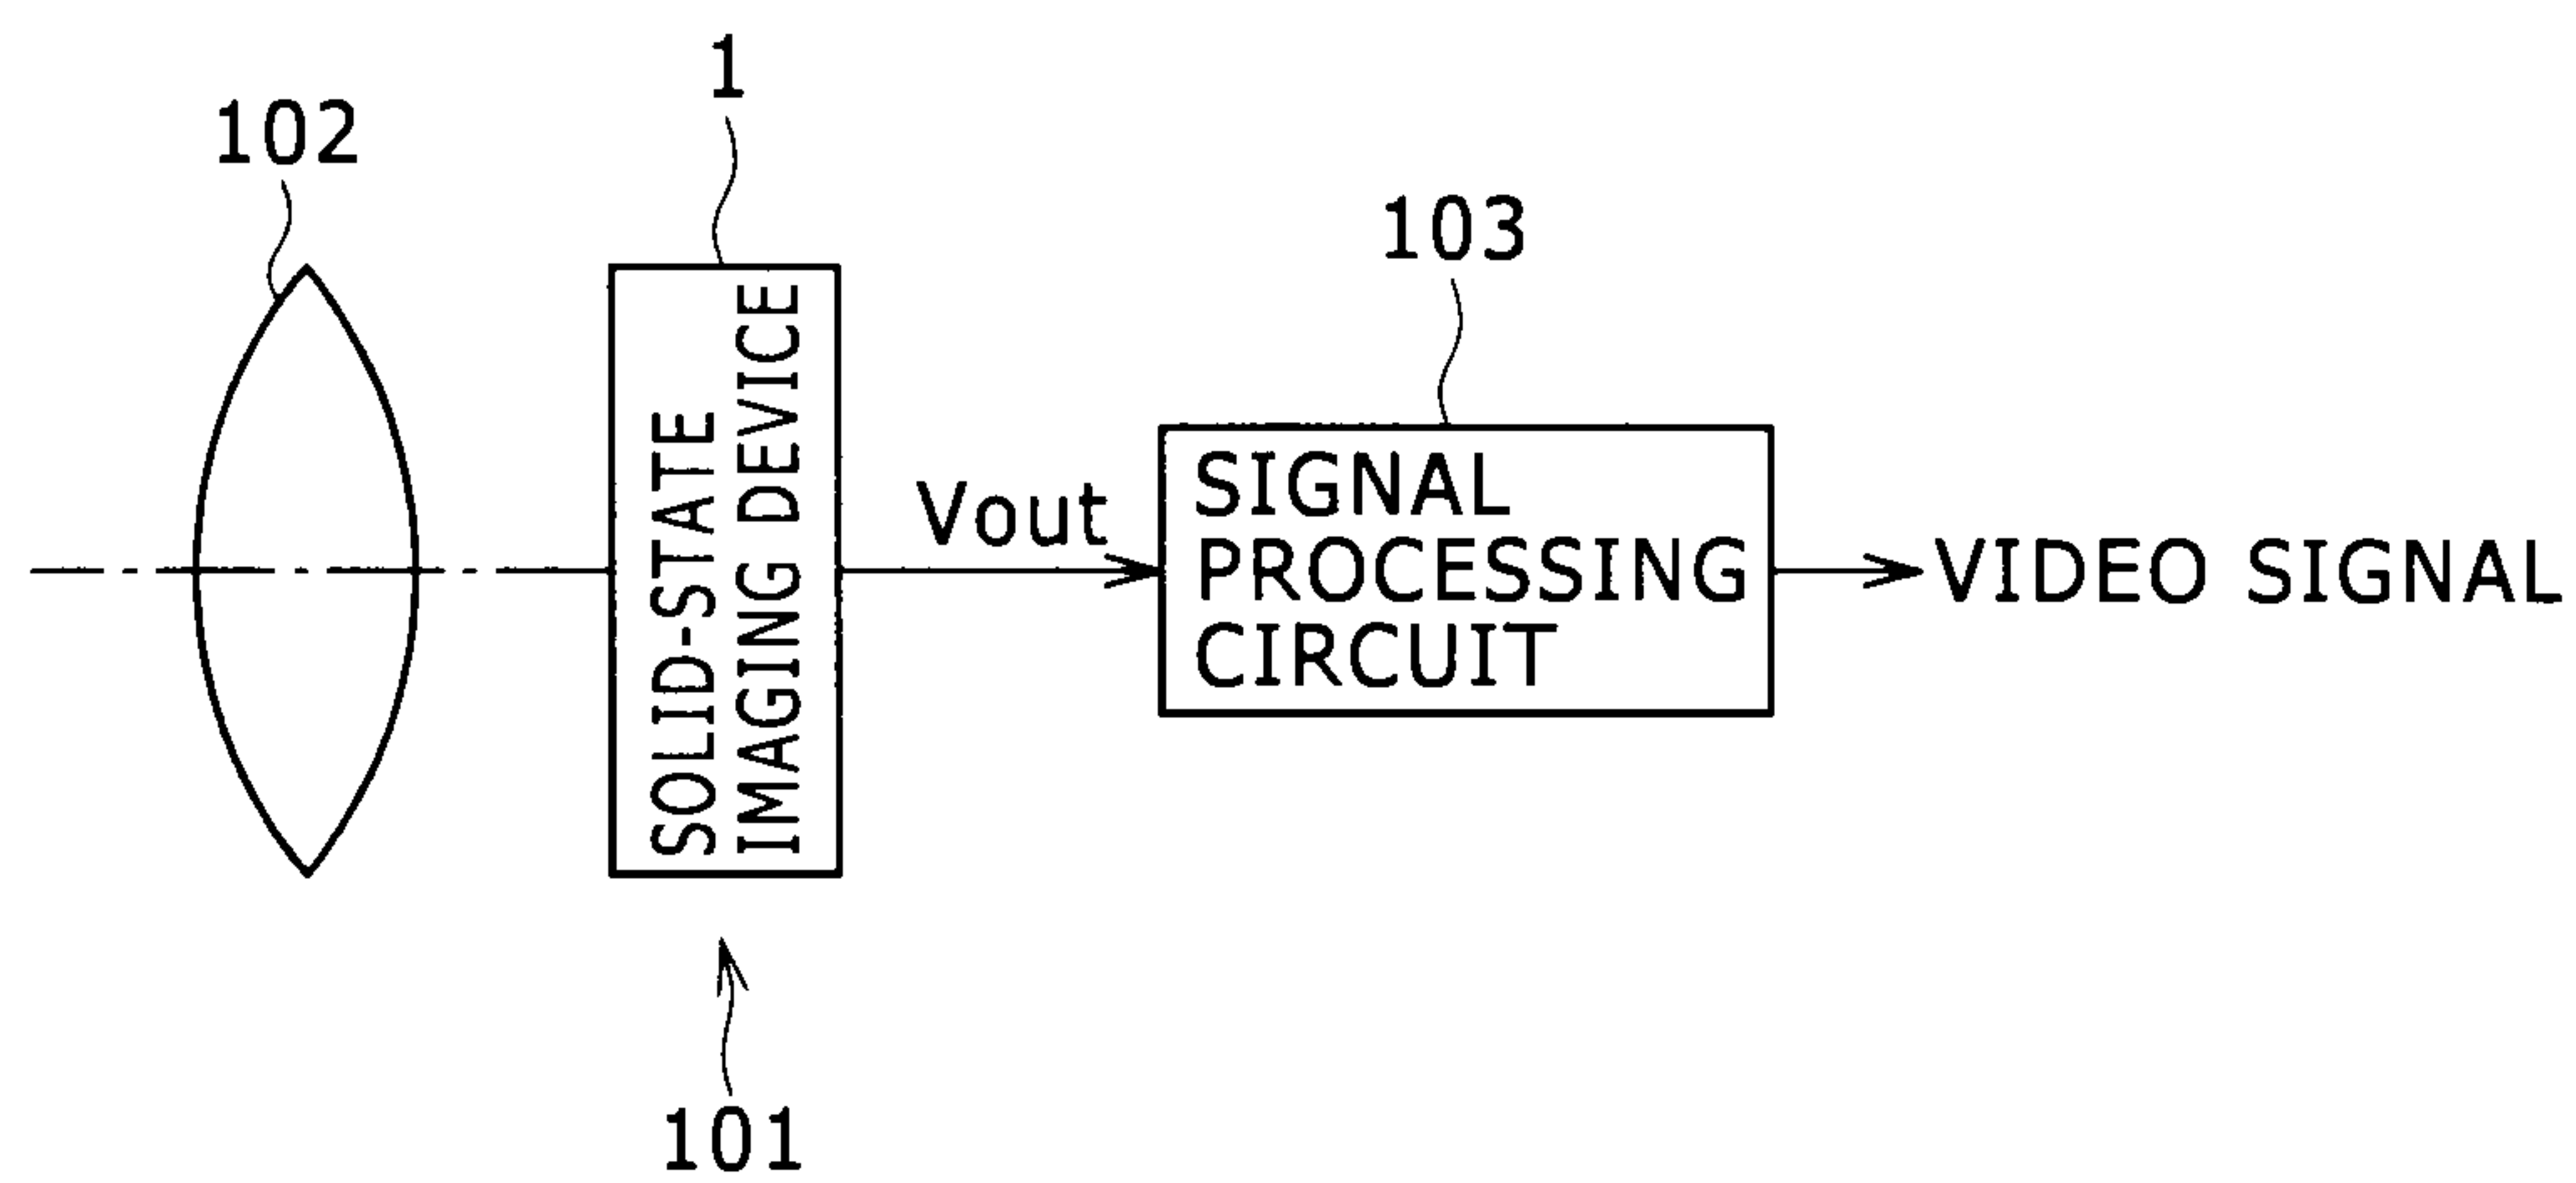 1
102
103
SOLID-STATE
IMAGING DEVICE
Vout
SIGNAL
PROCESSING
CIRCUIT
VIDEO SIGNAL
101